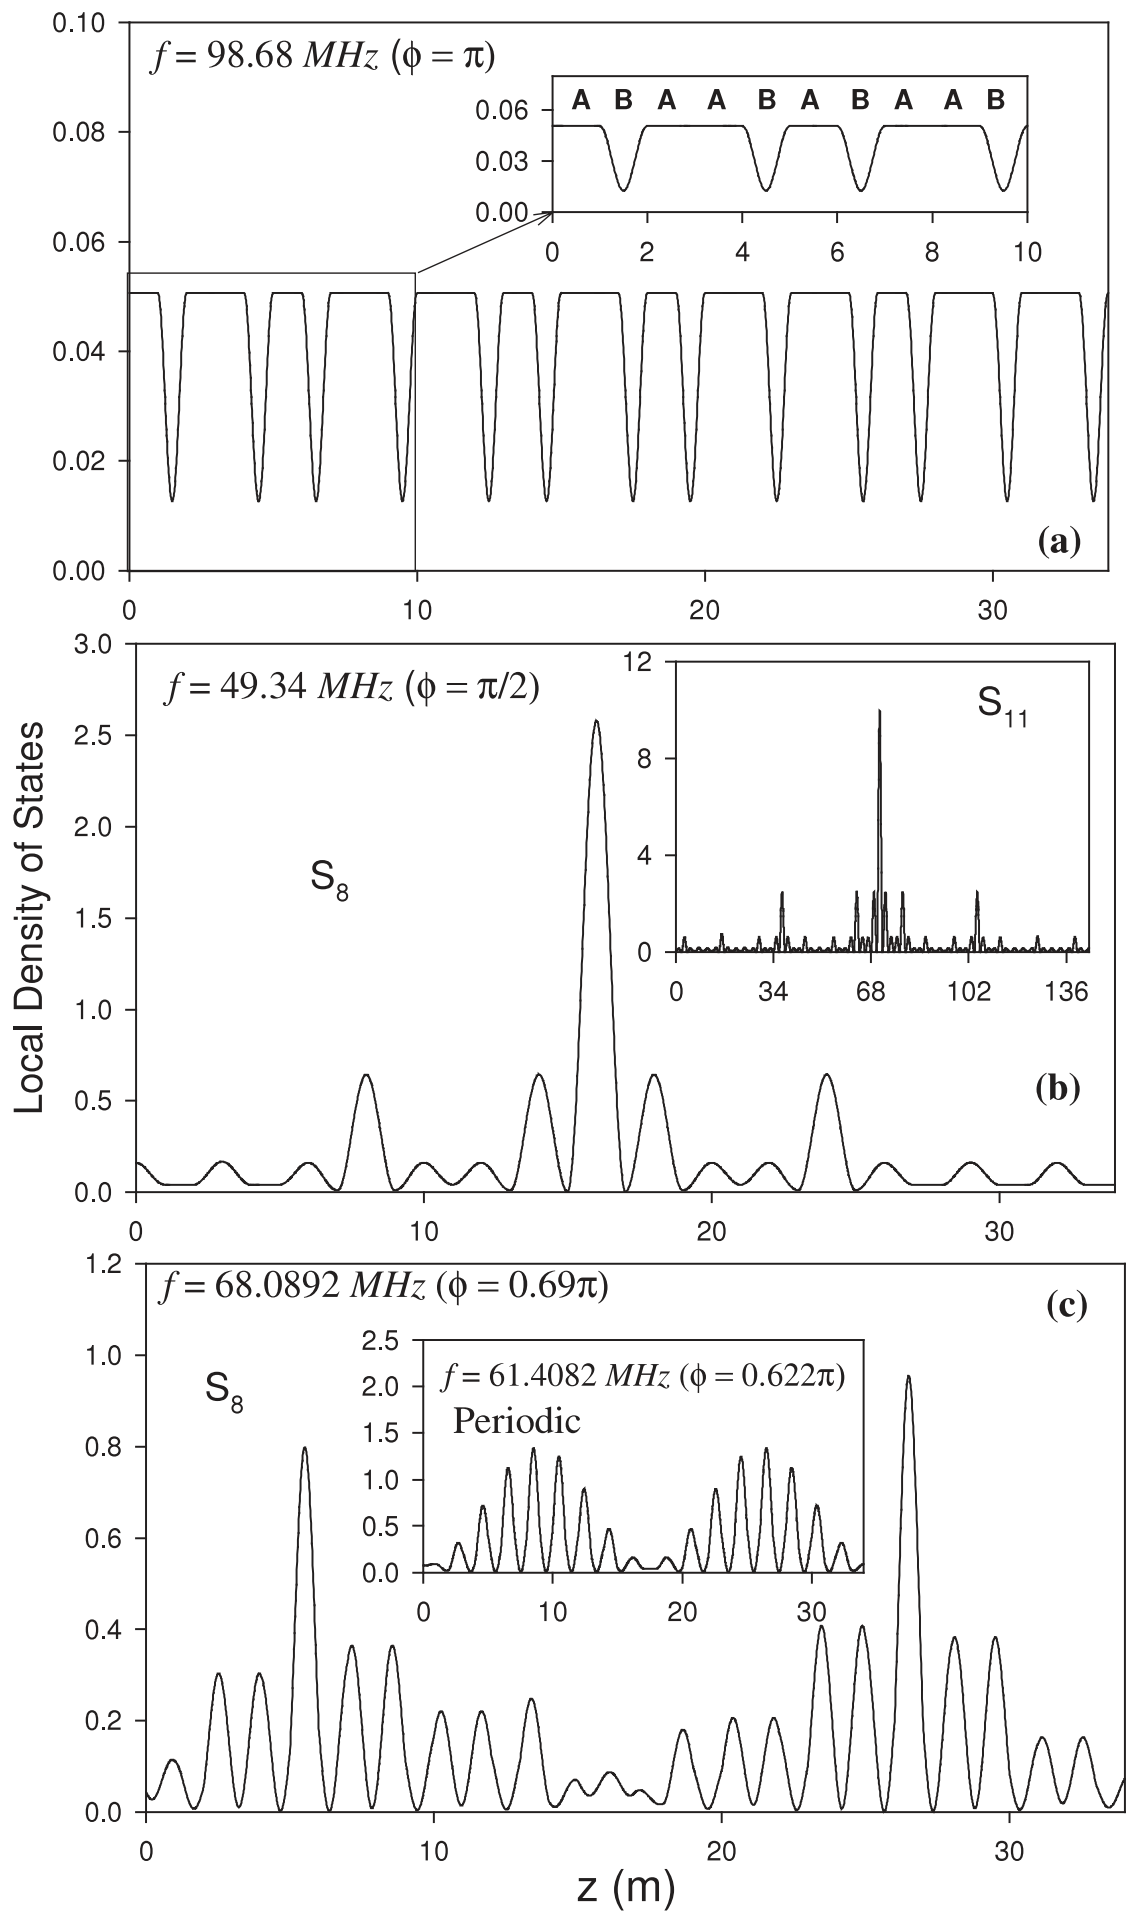 0.10
f = 98.68 MHz (ϕ = π)
A B A A B A B A A B
0.06
0.03
0.00
0 2 4 6 8 10
0.08
0.06
0.04
0.02
0.00
(a)
0 10 20 30
Local Density of States
3.0
f = 49.34 MHz (ϕ = π/2)
2.5
2.0
1.5
1.0
0.5
0.0
S8
12
8
4
0
S11
0 34 68 102 136
(b)
0 10 20 30
1.2
f = 68.0892 MHz (ϕ = 0.69π)
(c)
1.0
0.8
0.6
0.4
0.2
0.0
S8
2.5
2.0
1.5
1.0
0.5
0.0
f = 61.4082 MHz (ϕ = 0.622π)
Periodic
0 10 20 30
0 10 20 30
z (m)